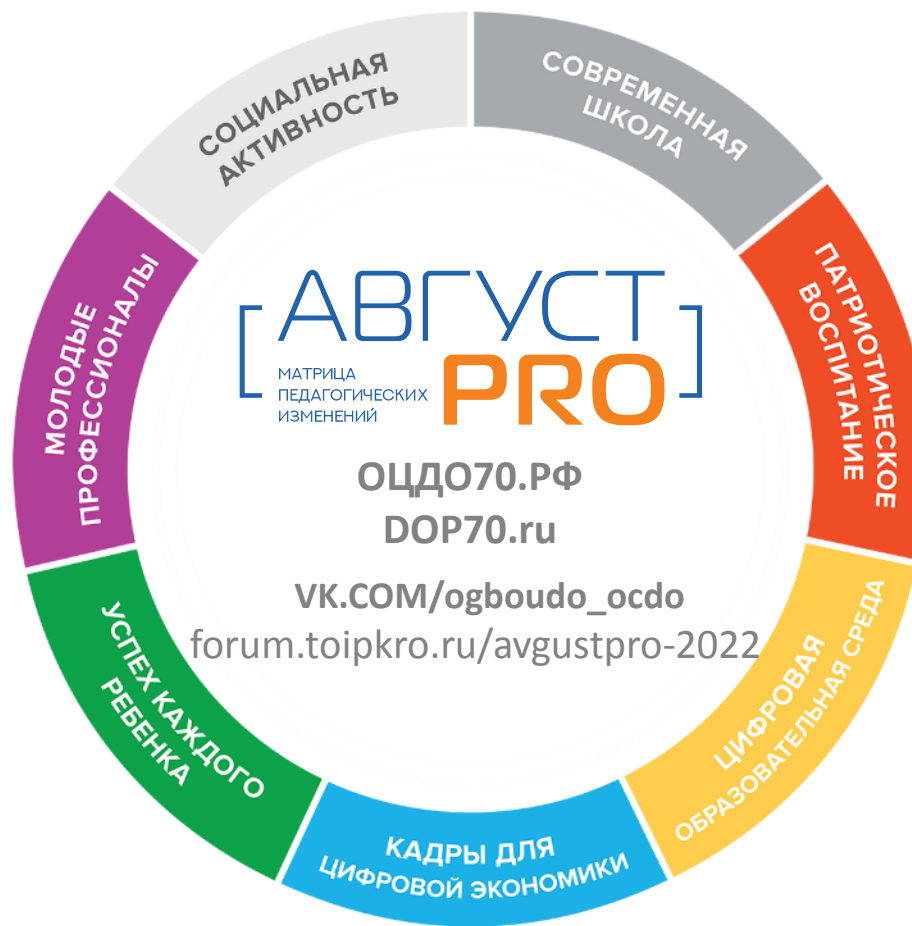 СОЦИАЛЬНАЯ
АКТИВНОСТЬ
СОВРЕМЕННАЯ
ШКОЛА
ПАТРИОТИЧЕСКОЕ
ВОСПИТАНИЕ
ЦИФРОВАЯ
ОБРАЗОВАТЕЛЬНАЯ СРЕДА
КАДРЫ ДЛЯ
ЦИФРОВОЙ ЭКОНОМИКИ
УСПЕХ КАЖДОГО
РЕБЕНКА
МОЛОДЫЕ
ПРОФЕССИОНАЛЫ
[АВГУСТ
МАТРИЦА
ПЕДАГОГИЧЕСКИХ
ИЗМЕНЕНИЙ
PRO]
ОЦДО70.РФ
DOP70.ru
VK.COM/ogboudo_ocdo
forum.toipkro.ru/avgustpro-2022